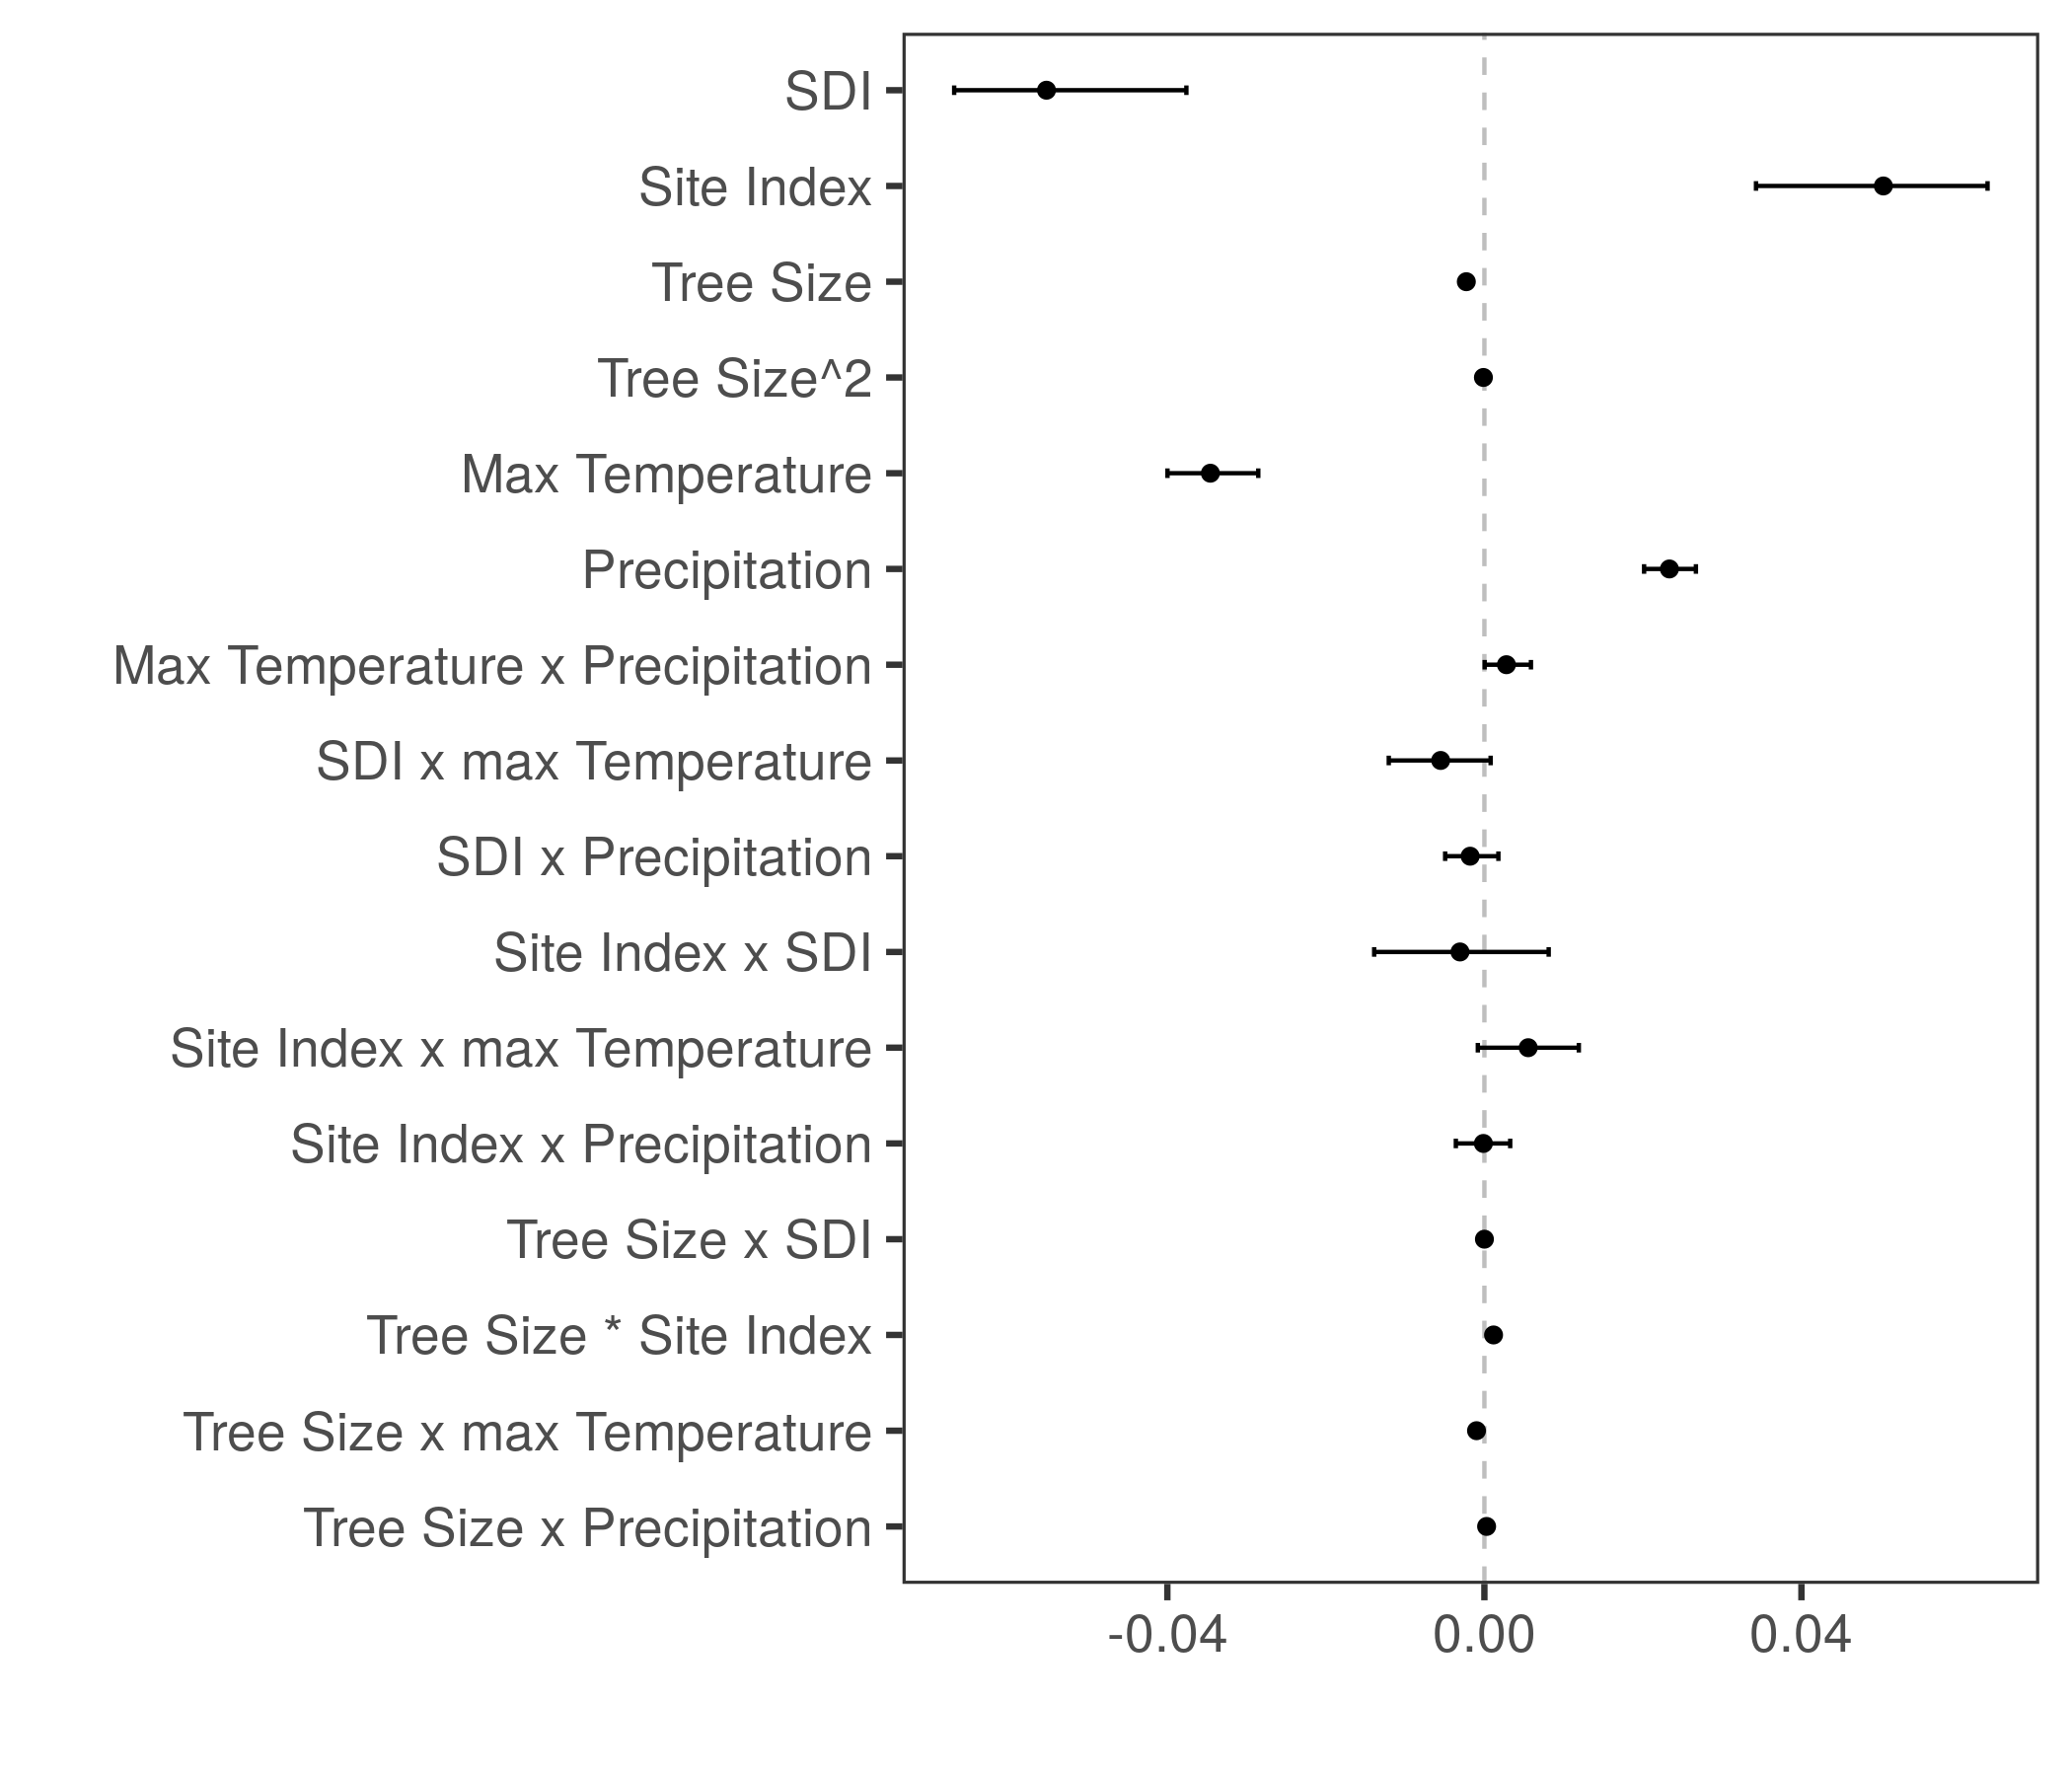 SDI
Site Index
Tree Size
Tree Size^2
Max Temperature
Precipitation
Max Temperature x Precipitation
SDI x max Temperature
SDI x Precipitation
Site Index x SDI
Site Index x max Temperature
Site Index x Precipitation
Tree Size x SDI
Tree Size * Site Index
Tree Size x max Temperature
Tree Size x Precipitation
-0.04 0.00 0.04